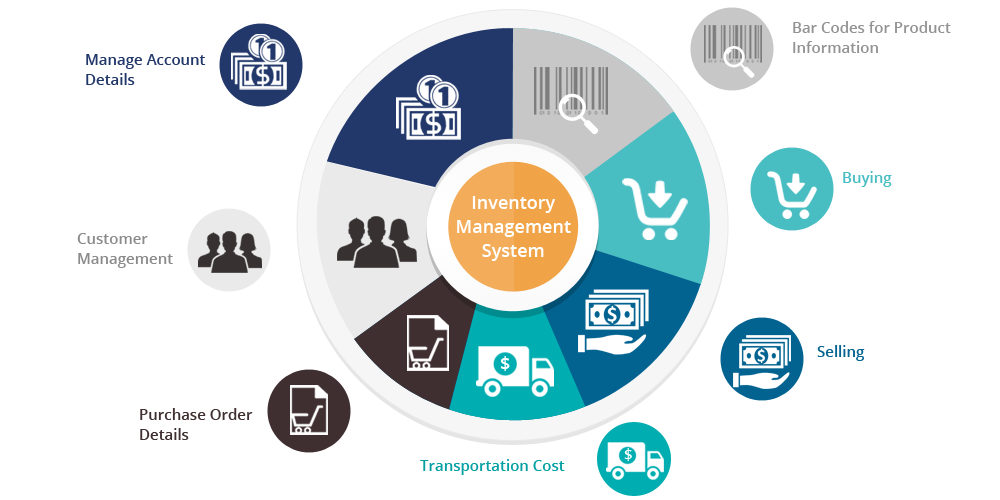 Manage Account
Details
Bar Codes for Product
Information
Buying
Inventory
Management
System
Customer
Management
Selling
Purchase Order
Details
Transportation Cost